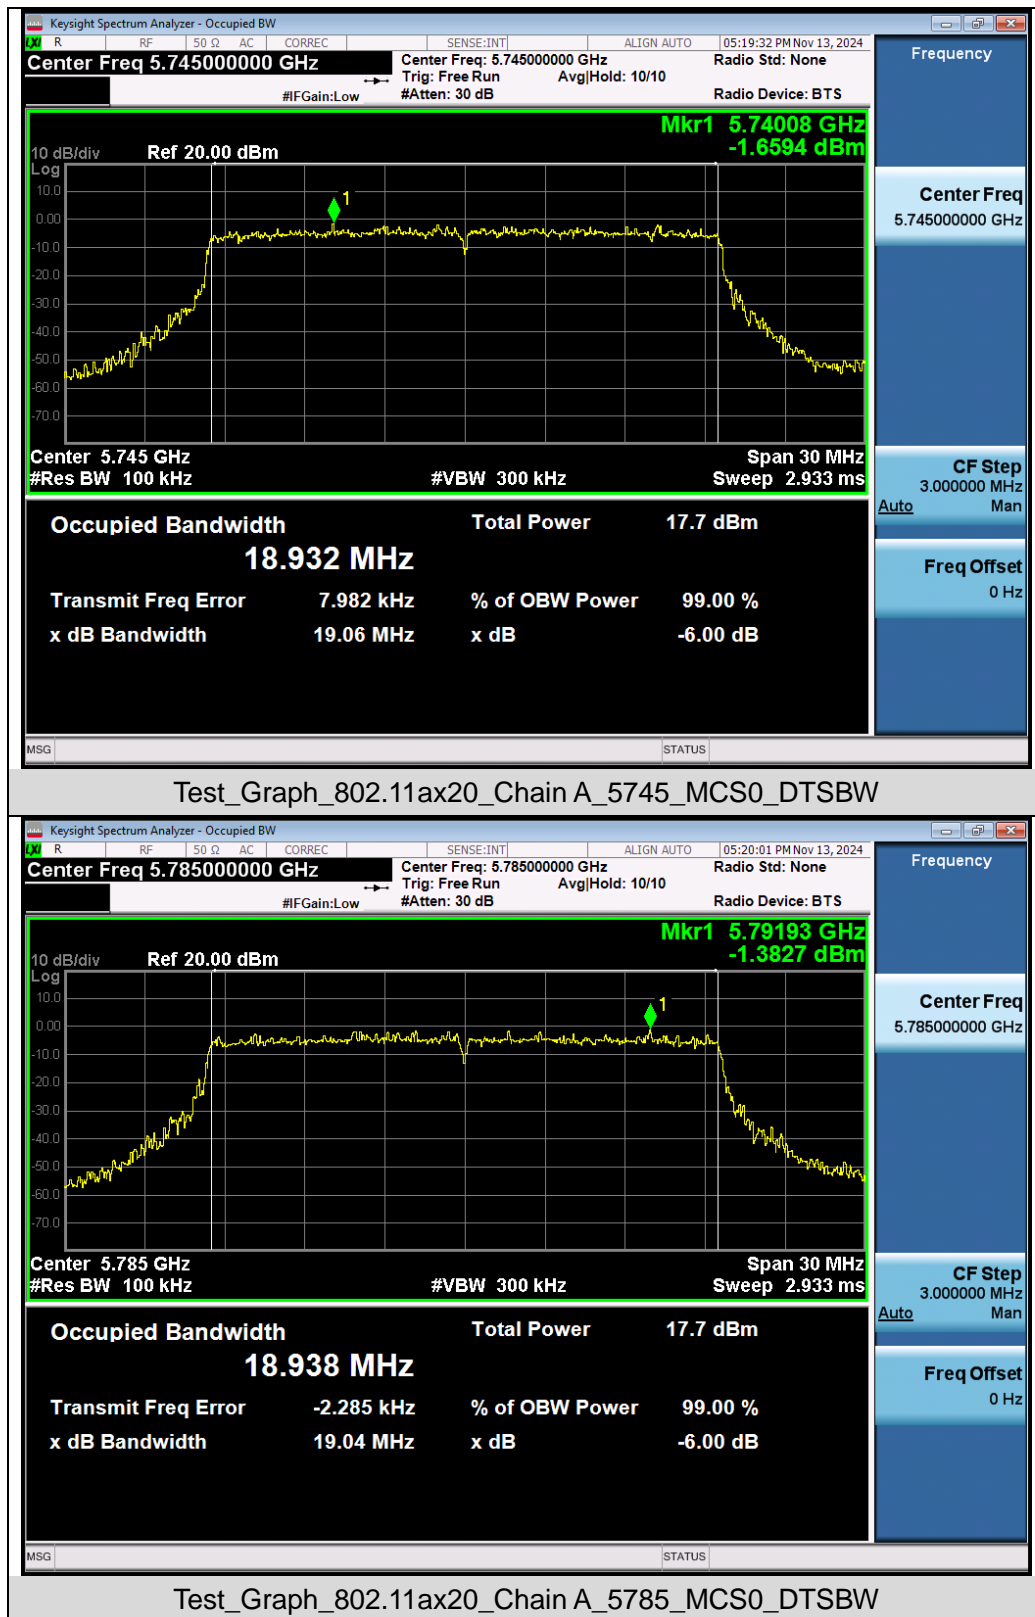 Keysight Spectrum Analyzer - Occupied BW
LXI R RF 50 Ω AC CORREC SENSE:INT ALIGN AUTO 05:19:32 PM Nov 13, 2024
Center Freq 5.745000000 GHz
Center Freq: 5.745000000 GHz
Radio Std: None
Trig: Free Run Avg|Hold: 10/10
#IFGain:Low
#Atten: 30 dB
Radio Device: BTS
Mkr1 5.74008 GHz
-1.6594 dBm
10 dB/div Ref 20.00 dBm
Log
10.0
0.00
-10.0
-20.0
-30.0
-40.0
-50.0
-60.0
-70.0
1
Center 5.745 GHz
Span 30 MHz
#Res BW 100 kHz
#VBW 300 kHz
Sweep 2.933 ms
Occupied Bandwidth
18.932 MHz
Total Power 17.7 dBm
Transmit Freq Error 7.982 kHz
% of OBW Power 99.00 %
x dB Bandwidth 19.06 MHz
x dB -6.00 dB
MSG
STATUS
Frequency
Center Freq
5.745000000 GHz
CF Step
3.000000 MHz
Auto Man
Freq Offset
0 Hz
Test_Graph_802.11ax20_Chain A_5745_MCS0_DTSBW
Keysight Spectrum Analyzer - Occupied BW
LXI R RF 50 Ω AC CORREC SENSE:INT ALIGN AUTO 05:20:01 PM Nov 13, 2024
Center Freq 5.785000000 GHz
Center Freq: 5.785000000 GHz
Radio Std: None
Trig: Free Run Avg|Hold: 10/10
#IFGain:Low
#Atten: 30 dB
Radio Device: BTS
Mkr1 5.79193 GHz
-1.3827 dBm
10 dB/div Ref 20.00 dBm
Log
10.0
0.00
-10.0
-20.0
-30.0
-40.0
-50.0
-60.0
-70.0
1
Center 5.785 GHz
Span 30 MHz
#Res BW 100 kHz
#VBW 300 kHz
Sweep 2.933 ms
Occupied Bandwidth
18.938 MHz
Total Power 17.7 dBm
Transmit Freq Error -2.285 kHz
% of OBW Power 99.00 %
x dB Bandwidth 19.04 MHz
x dB -6.00 dB
MSG
STATUS
Frequency
Center Freq
5.785000000 GHz
CF Step
3.000000 MHz
Auto Man
Freq Offset
0 Hz
Test_Graph_802.11ax20_Chain A_5785_MCS0_DTSBW